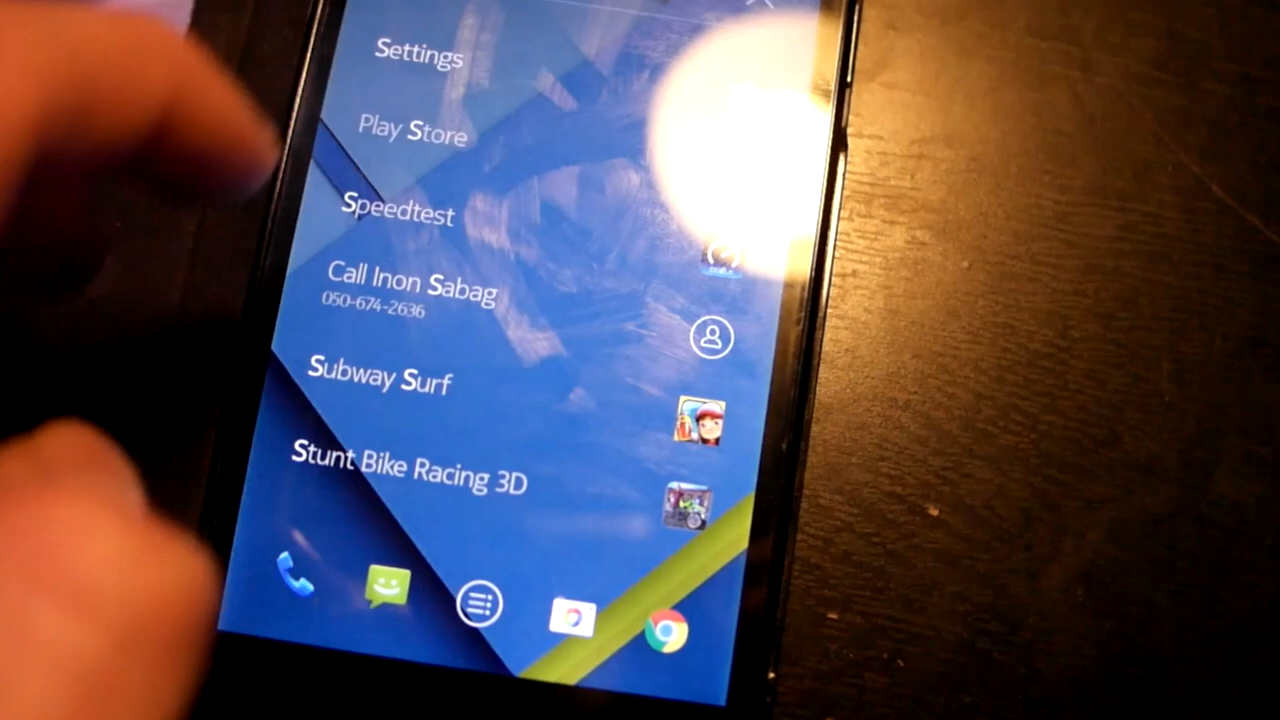 Settings
Play Store
Speedtest
Call Inon Sabag
050-674-2636
Subway Surf
Stunt Bike Racing 3D